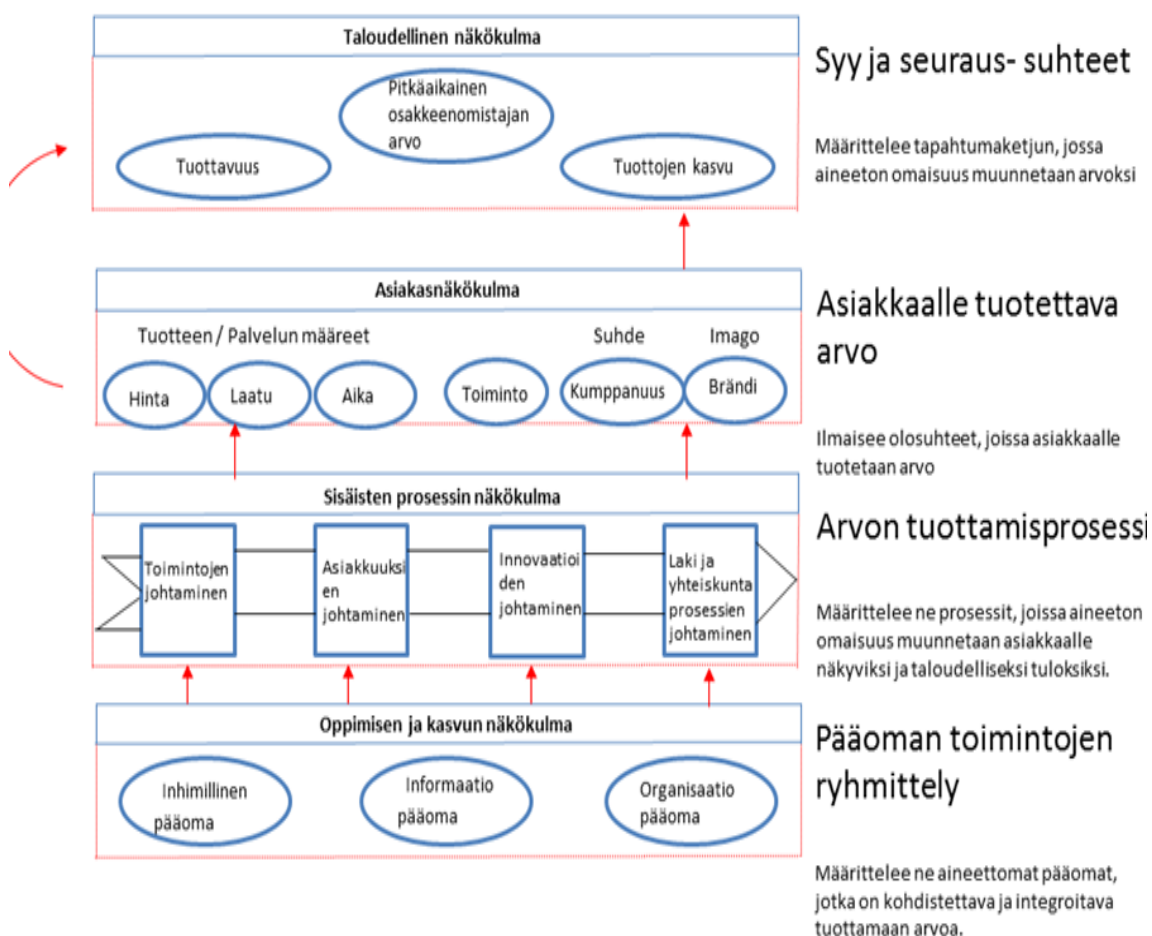 Taloudellinen näkökulma
Pitkäaikainen
osakkeenomistajan
arvo
Tuottavuus
Tuottojen kasvu
Syy ja seuraus- suhteet
Määrittelee tapahtumaketjun, jossa
aineeton omaisuus muunnetaan arvoksi
Asiakasnäkökulma
Tuotteen / Palvelun määreet
Suhde
Imago
Hinta
Laatu
Aika
Toiminto
Kumppanuus
Brändi
Asiakkaalle tuotettava
arvo
Ilmaisee olosuhteet, joissa asiakkaalle
tuotetaan arvo
Sisäisten prosessin näkökulma
Toimintojen
johtaminen
Asiakkuuksi
en
johtaminen
Innovaatioi
den
johtaminen
Laki ja
yhteiskunta
prosessien
johtaminen
Arvon tuottamisprosessi
Määrittelee ne prosessit, joissa aineeton
omaisuus muunnetaan asiakkaalle
näkyviksi ja taloudelliseksi tuloksiksi.
Oppimisen ja kasvun näkökulma
Inhimillinen
pääoma
Informaatio
pääoma
Organisaatio
pääoma
Pääoman toimintojen
ryhmittely
Määrittelee ne aineettomat pääomat,
jotka on kohdistettava ja integroitava
tuottamaan arvoa.